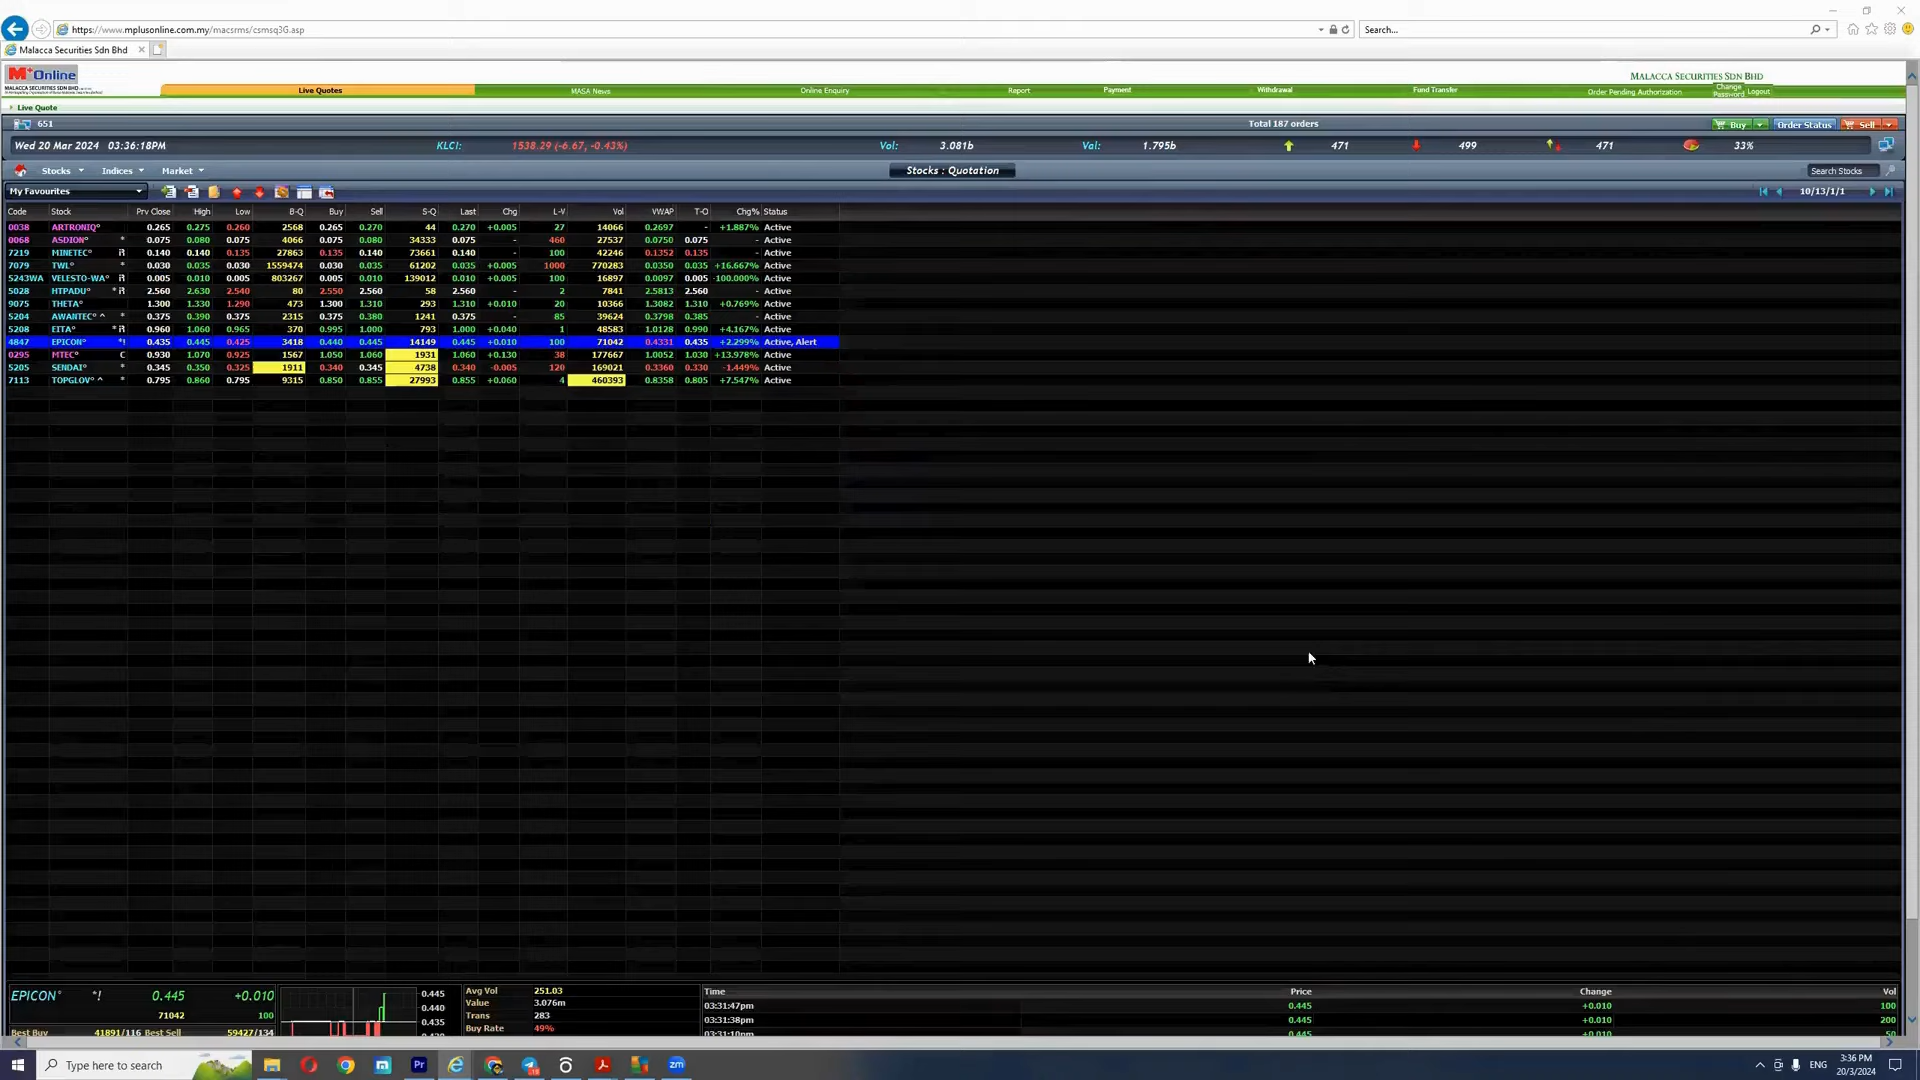 https://www.mplusonline.com.my/macsrms/csmsq3G.asp
Search...
Malacca Securities Sdn Bhd
M+Online
MALACCA SECURITIES SDN BHD
MALACCA SECURITIES SDN BHD
Live Quotes MASA News Online Enquiry Report Payment Withdrawal Fund Transfer Order Pending Authorization Change Password Logout
Live Quote
651 Total 187 orders Buy Order Status Sell
Wed 20 Mar 2024 03:36:18PM KLCI: 1538.29 (-6.67, -0.43%) Vol: 3.081b Val: 1.795b 471 499 471 33%
Stocks Indices Market Stocks : Quotation Search Stocks
My Favourites 10/13/1/1
Code Stock Prv Close High Low B-Q Buy Sell S-Q Last Chg L-V Vol VWAP T-O Chg% Status
0038 ARTRONIQ° 0.265 0.275 0.260 2568 0.265 0.270 44 0.270 +0.005 27 14066 0.2697 - +1.887% Active
0068 ASDION° * 0.075 0.080 0.075 4066 0.075 0.080 34333 0.075 - 460 27537 0.0750 0.075 - Active
7219 MINETEC° 0.140 0.140 0.135 27863 0.135 0.140 73661 0.140 - 100 42246 0.1352 0.135 - Active
7079 TWL° 0.030 0.035 0.030 1559474 0.030 0.035 61202 0.035 +0.005 1000 770283 0.0350 0.035 +16.667% Active
5243WA VELESTO-WA° 0.005 0.010 0.005 803267 0.005 0.010 139012 0.010 +0.005 100 16897 0.0097 0.005 -100.000% Active
5028 HTPADU° * 2.560 2.630 2.540 80 2.550 2.560 58 2.560 - 2 7841 2.5813 2.560 - Active
9075 THETA° 1.300 1.330 1.290 473 1.300 1.310 293 1.310 +0.010 20 10366 1.3082 1.310 +0.769% Active
5204 AWANTEC° ^ * 0.375 0.390 0.375 2315 0.375 0.380 1241 0.375 - 85 39624 0.3798 0.385 - Active
5208 EITA° * 0.960 1.060 0.965 370 0.995 1.000 793 1.000 +0.040 1 48583 1.0128 0.990 +4.167% Active
4847 EPICON° *! 0.435 0.445 0.425 3418 0.440 0.445 14149 0.445 +0.010 100 71042 0.4331 0.435 +2.299% Active, Alert
0295 MTEC° C 0.930 1.070 0.925 1567 1.050 1.060 1931 1.060 +0.130 38 177667 1.0052 1.030 +13.978% Active
5205 SENDAI° * 0.345 0.350 0.325 1911 0.340 0.345 4738 0.340 -0.005 120 169021 0.3360 0.330 -1.449% Active
7113 TOPGLOV° ^ * 0.795 0.860 0.795 9315 0.850 0.855 27993 0.855 +0.060 4 460393 0.8358 0.805 +7.547% Active
EPICON° *! 0.445 +0.010
71042 100
Best Buy 41891/116 Best Sell 59427/134
0.445
0.440
0.435
Avg Vol 251.03
Value 3.076m
Trans 283
Buy Rate 49%
Time Price Change Vol
03:31:47pm 0.445 +0.010 100
03:31:38pm 0.445 +0.010 200
03:31:10pm 0.445 +0.010 50
Type here to search
Pr
zm
ENG
3:36 PM
20/3/2024